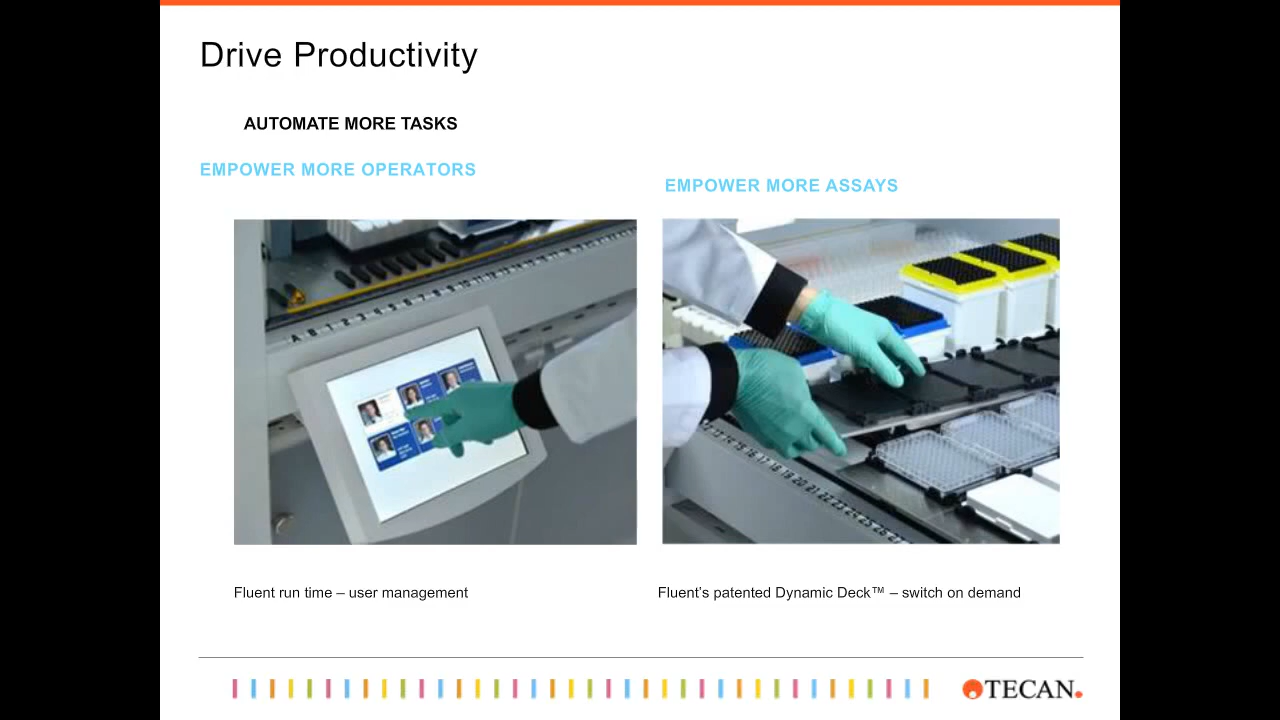 Drive Productivity
AUTOMATE MORE TASKS
EMPOWER MORE OPERATORS
EMPOWER MORE ASSAYS
Fluent run time – user management
Fluent's patented Dynamic Deck™ – switch on demand
TECAN.